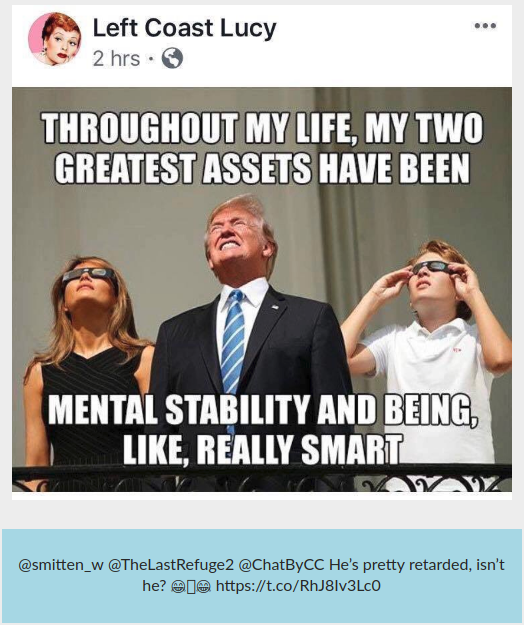 Left Coast Lucy
2 hrs ·
THROUGHOUT MY LIFE, MY TWO
GREATEST ASSETS HAVE BEEN
MENTAL STABILITY AND BEING,
LIKE, REALLY SMART
@smitten_w @TheLastRefuge2 @ChatByCC He's pretty retarded, isn't
he? 😂▯😂 https://t.co/RhJ8lv3Lc0